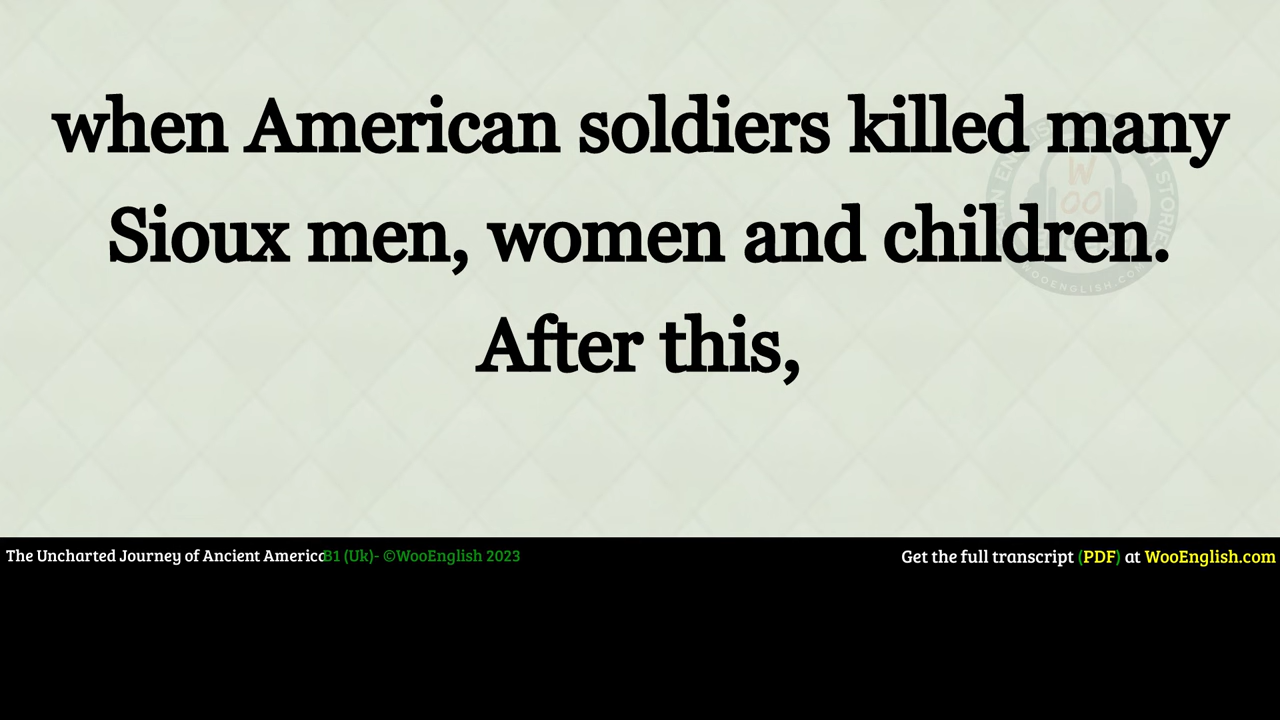 when American soldiers killed many
Sioux men, women and children.
After this,
The Uncharted Journey of Ancient America B1 (Uk)- ©WooEnglish 2023
Get the full transcript (PDF) at WooEnglish.com